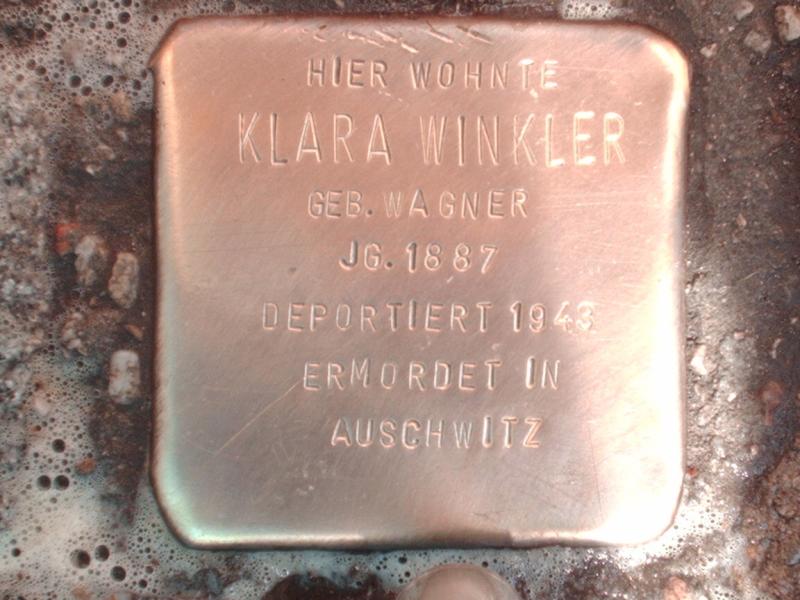 HIER WOHNTE
KLARA WINKLER
GEB. WAGNER
JG. 1887
DEPORTIERT 1943
ERMORDET IN
AUSCHWITZ